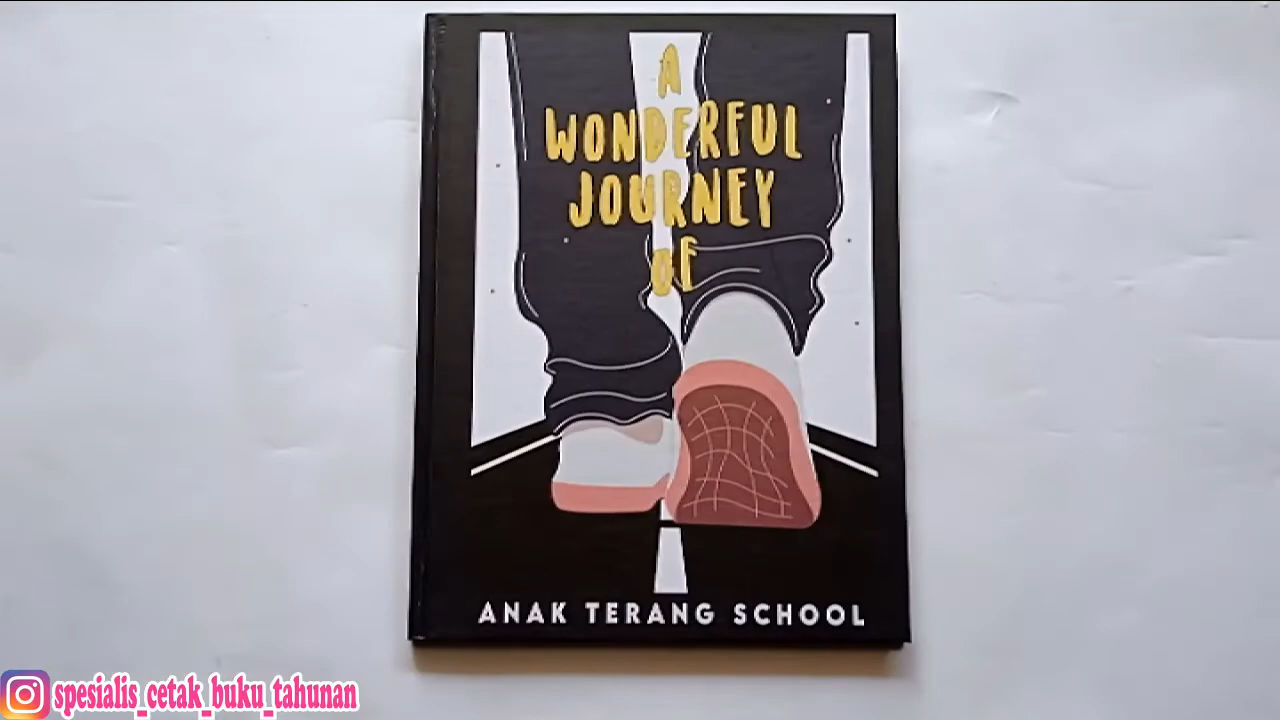 A
WONDERFUL
JOURNEY
OF
ANAK TERANG SCHOOL
spesialis_cetak_buku_tahunan